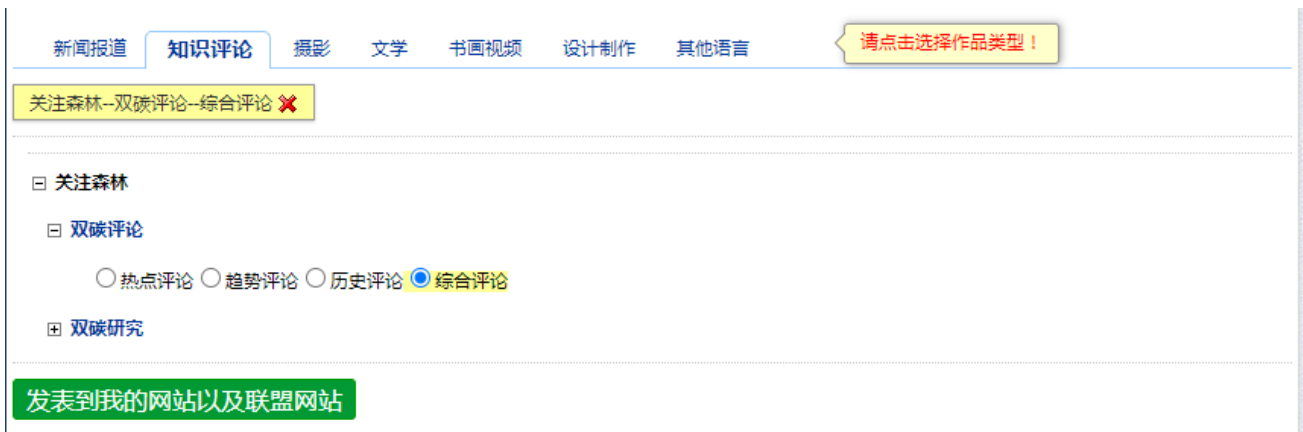 新闻报道 知识评论 摄影 文学 书画视频 设计制作 其他语言 请点击选择作品类型！
关注森林--双碳评论--综合评论
关注森林
双碳评论
热点评论 趋势评论 历史评论 综合评论
双碳研究
发表到我的网站以及联盟网站